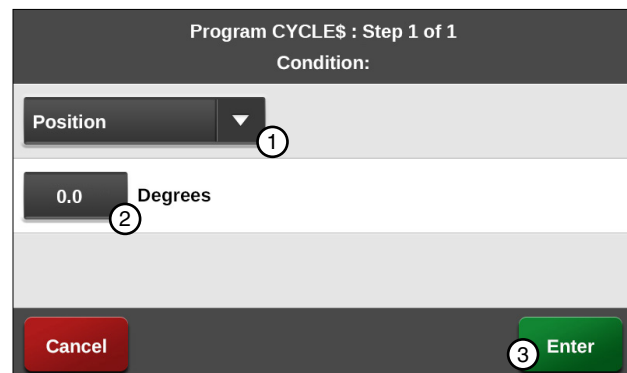 Program CYCLE$ : Step 1 of 1
Condition:
Position
1
0.0 Degrees
2
Cancel
3 Enter